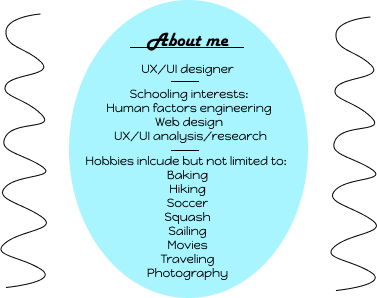 About me
UX/UI designer
Schooling interests:
Human factors engineering
Web design
UX/UI analysis/research
Hobbies inlcude but not limited to:
Baking
Hiking
Soccer
Squash
Sailing
Movies
Traveling
Photography